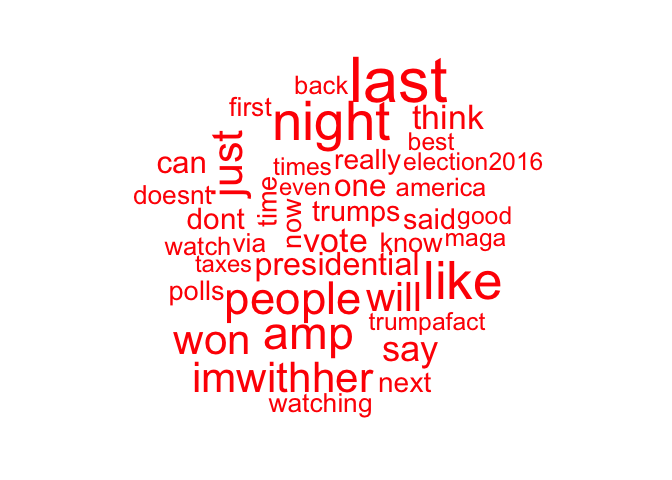 back last
first night think
best
can just times really election2016
doesnt time even one america
dont now trumps said good
watch via vote know maga
taxes presidential
polls people will like
trumpafact
won amp say
imwithher next
watching